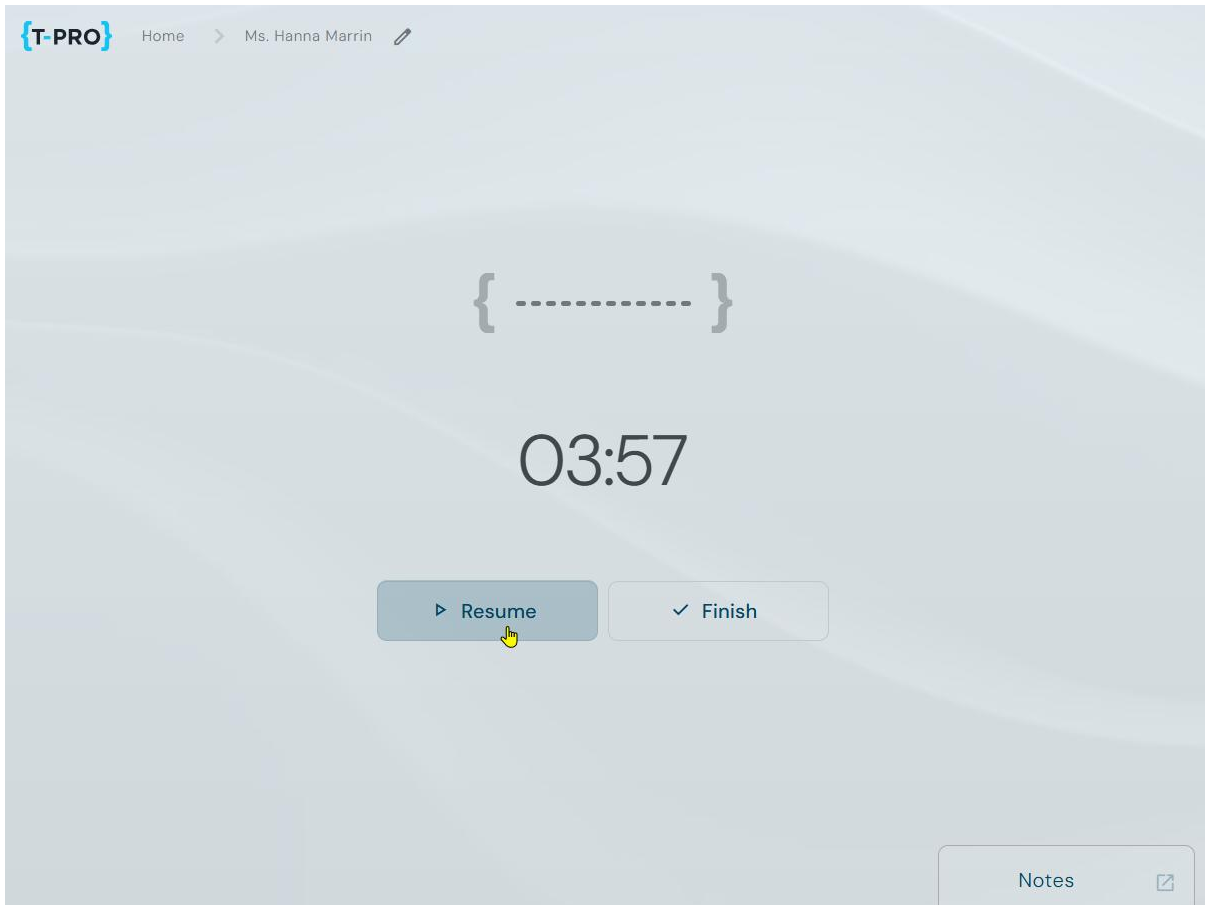 {T-PRO} Home > Ms. Hanna Marrin
{ ------------ }
03:57
Resume Finish
Notes